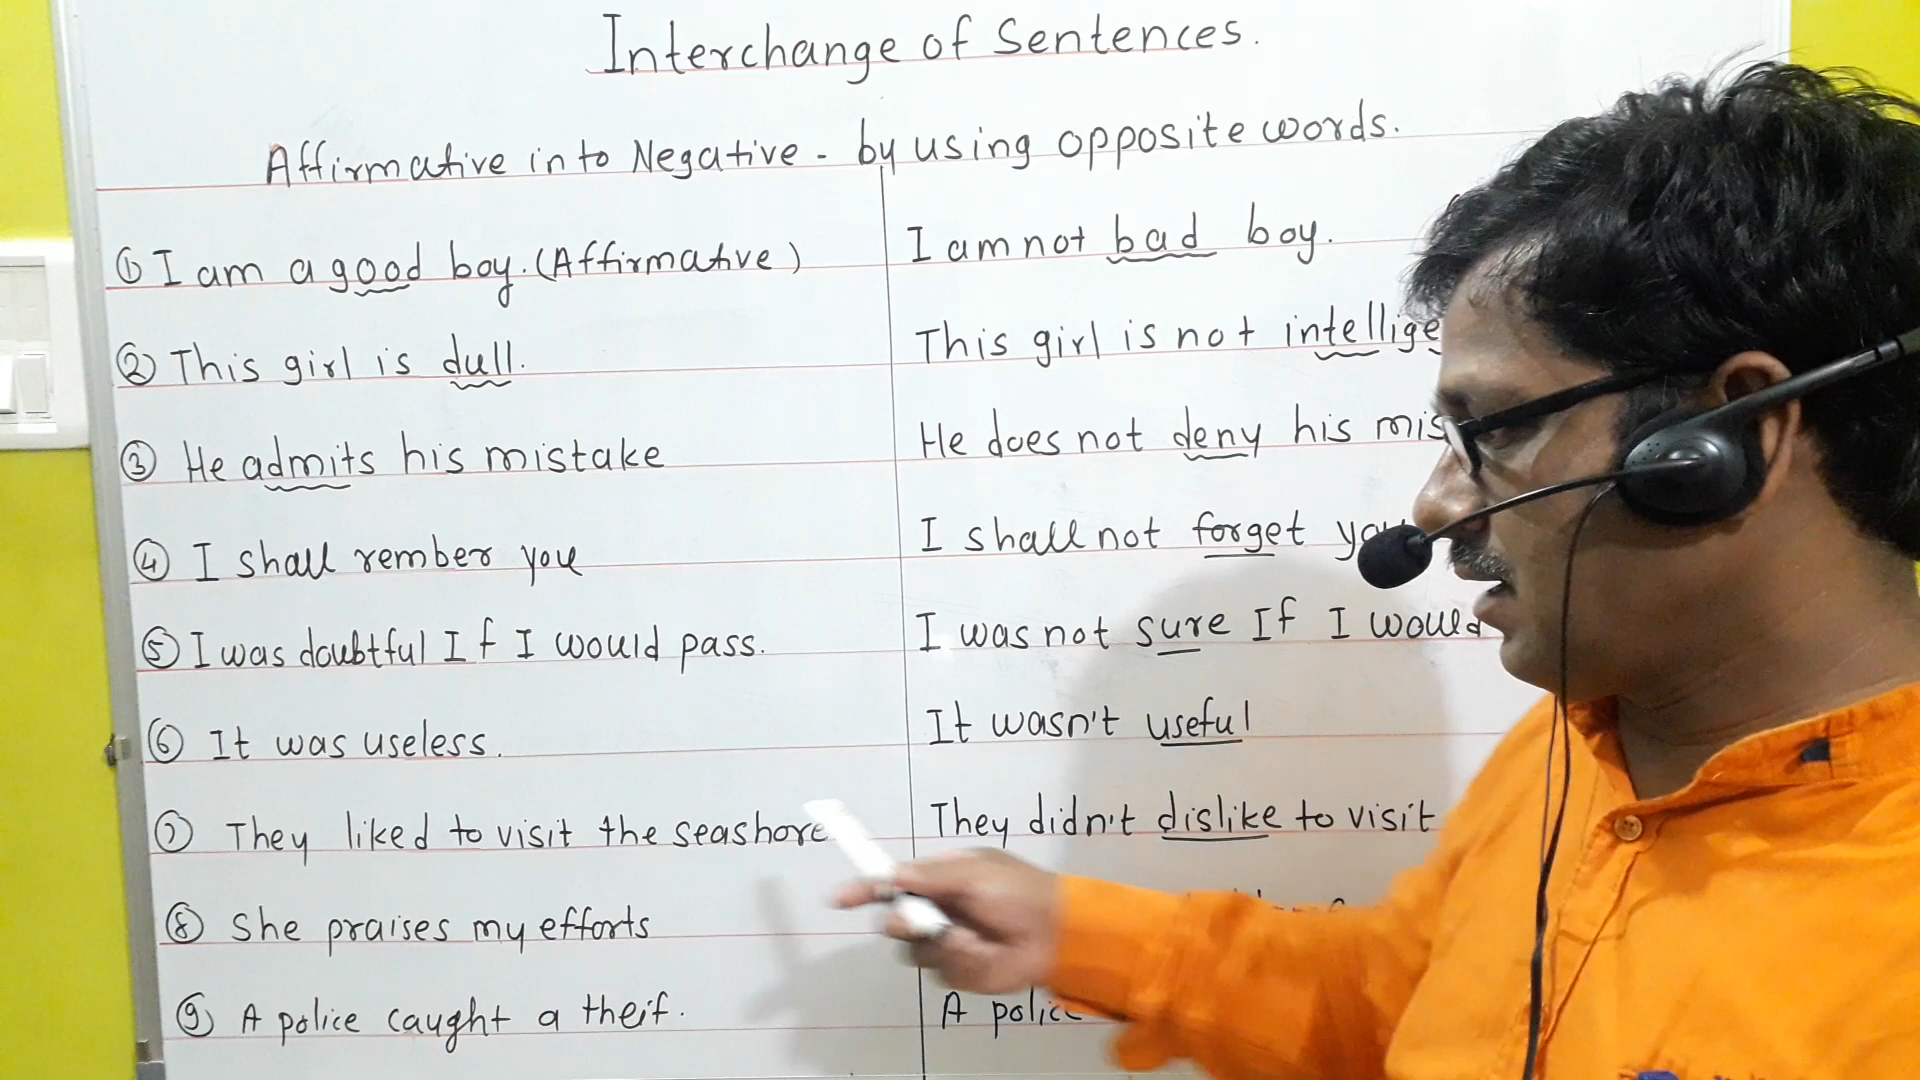 Interchange of Sentences.
Affirmative into Negative - by using opposite words.
① I am a good boy. (Affirmative)
I am not bad boy.
② This girl is dull.
This girl is not
③ He admits his mistake
He does not deny his
④ I shall rember you
I shall not forget
⑤ I was doubtful If I would pass.
I was not sure If I would
⑥ It was useless.
It wasn't useful
⑦ They liked to visit the seashore
They didn't dislike to visit
⑧ She praises my efforts
⑨ A police caught a theif.
A police